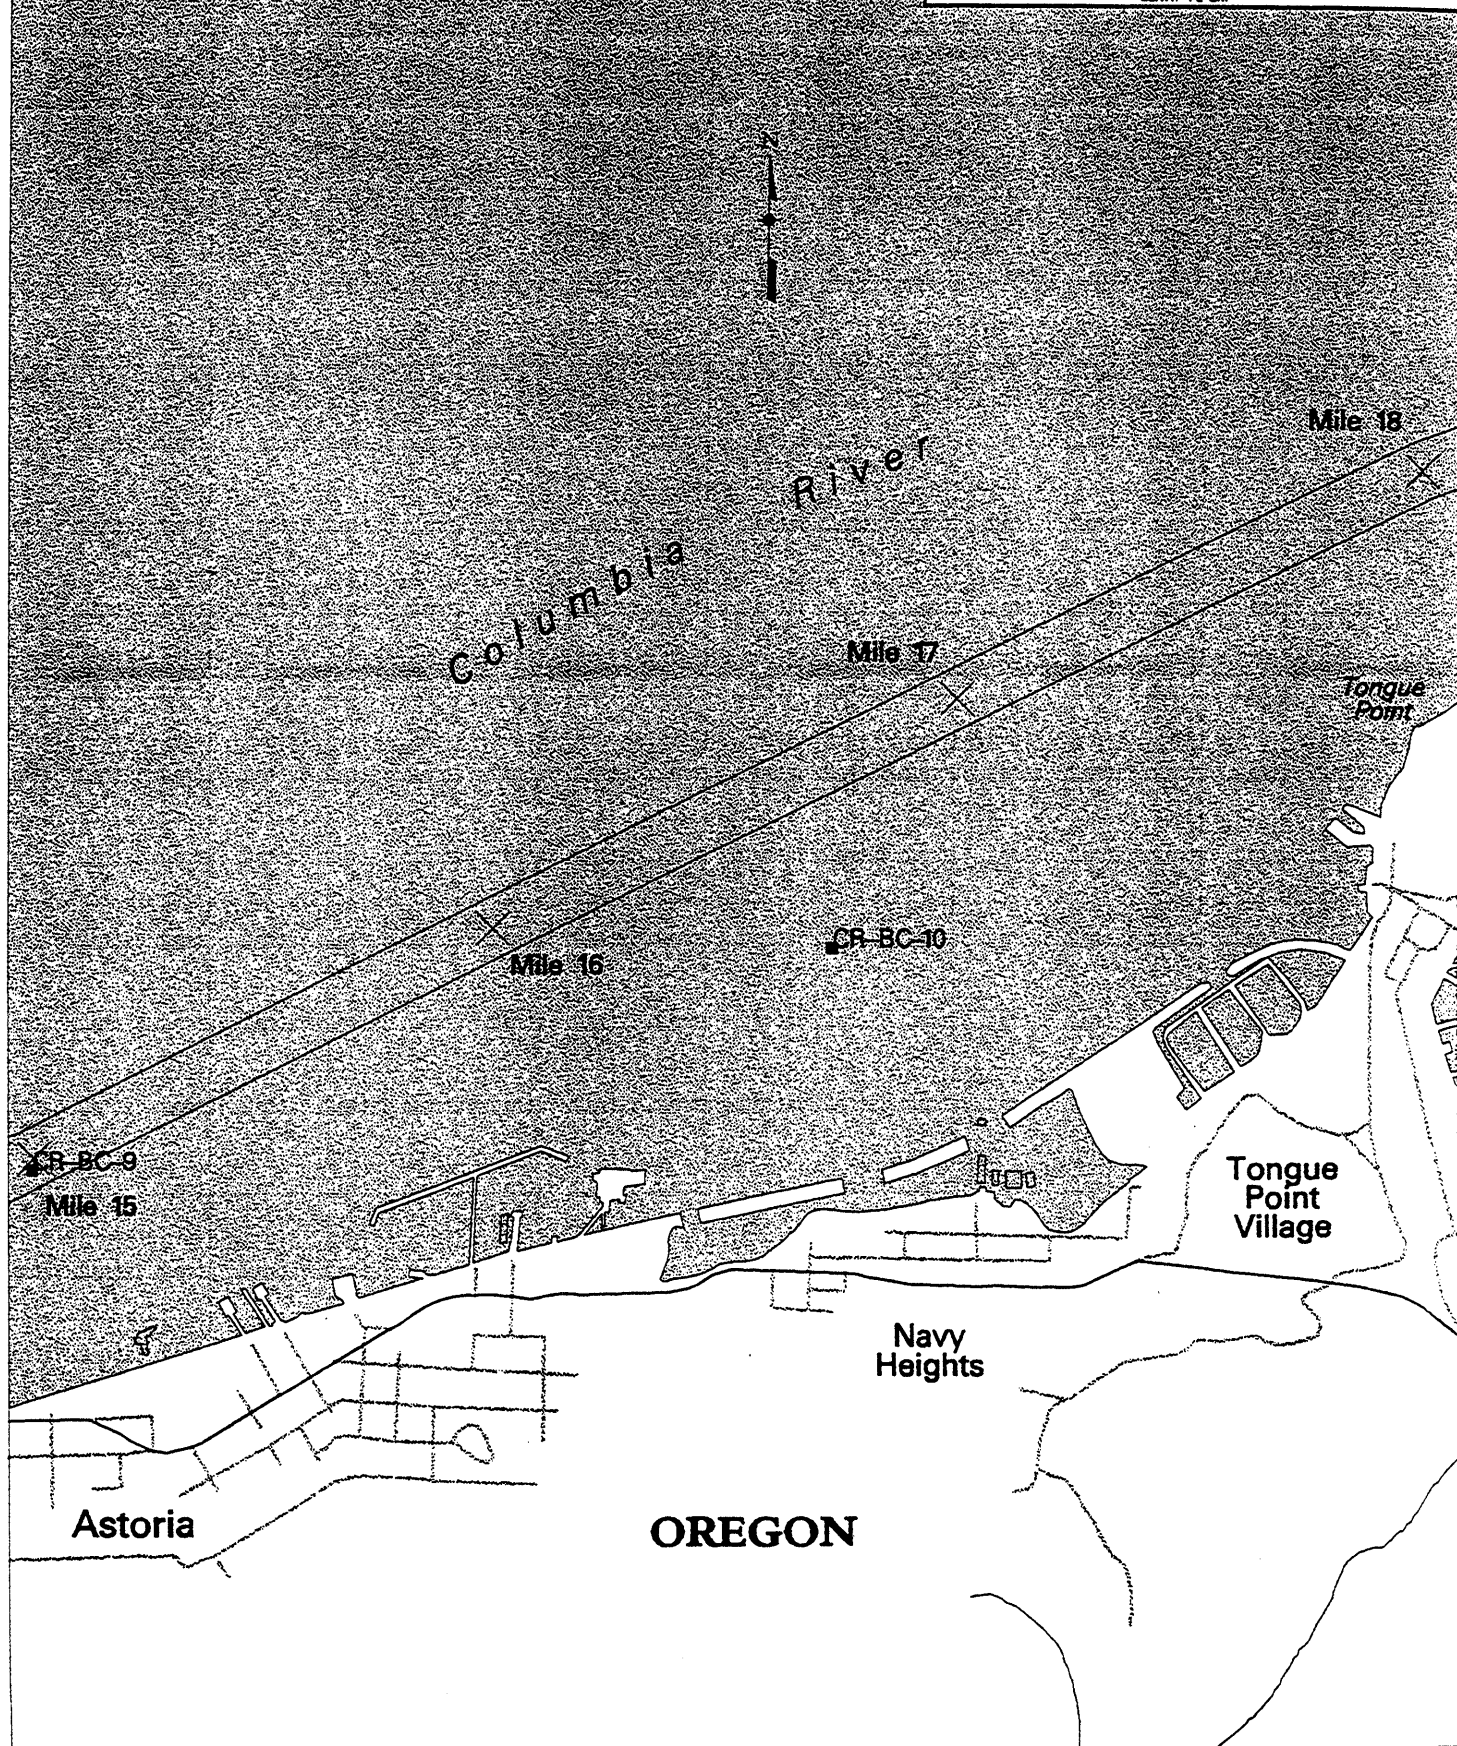 N
Mile 18
Columbia River
Mile 17
Tongue
Point
CR-BC-10
Mile 16
CR-BC-9
Mile 15
Tongue
Point
Village
Navy
Heights
Astoria
OREGON